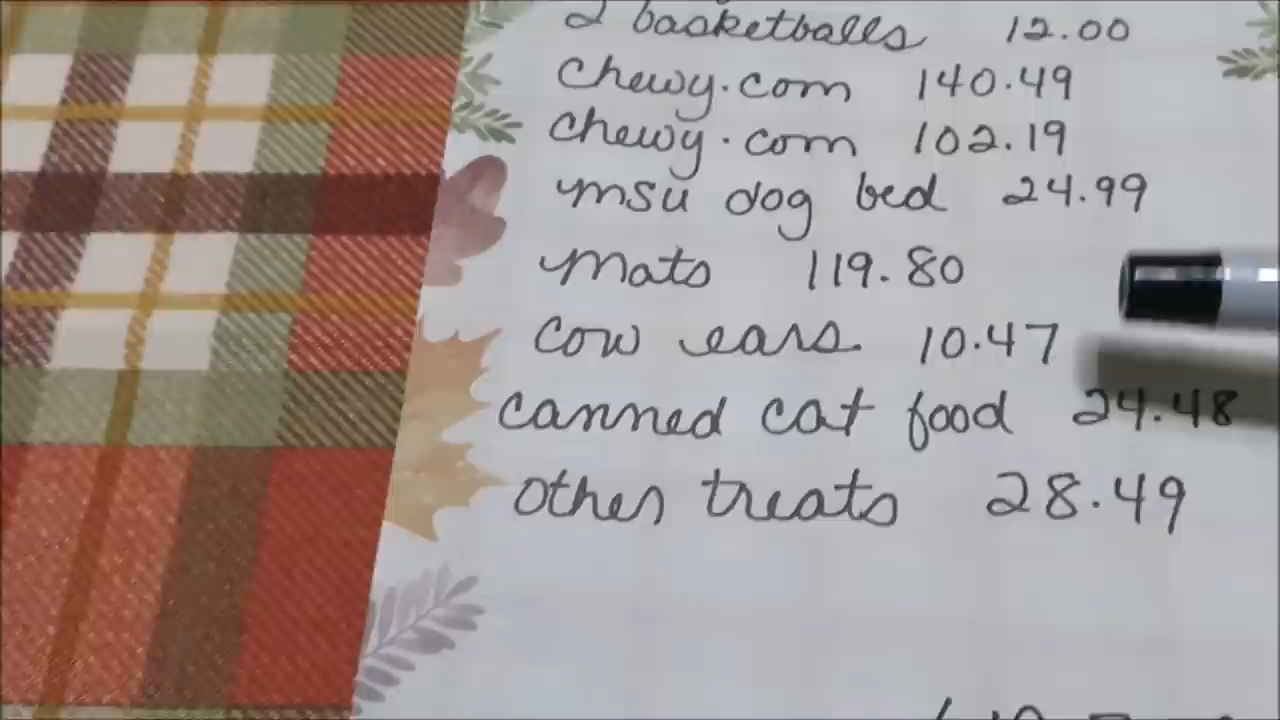 2 basketballs 12.00
chewy.com 140.49
chewy.com 102.19
msu dog bed 24.99
mats 119.80
cow ears 10.47
canned cat food 24.48
other treats 28.49